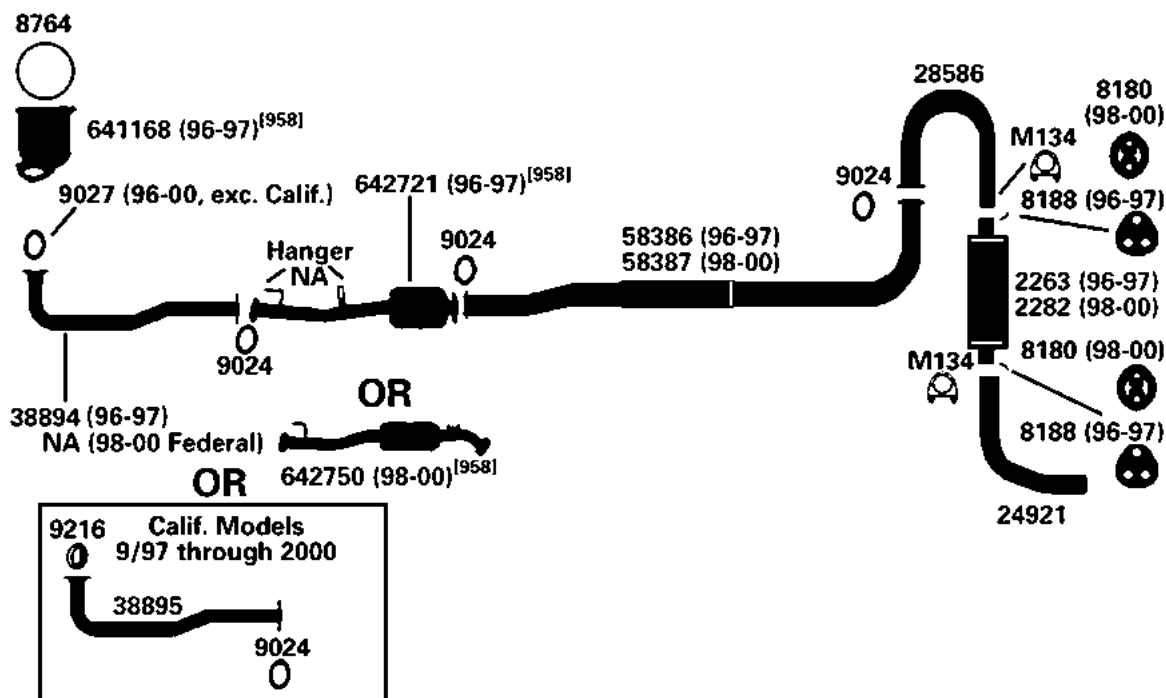 8764
641168 (96-97)[958]
9027 (96-00, exc. Calif.)
642721 (96-97)[958]
Hanger
NA
9024
9024
38894 (96-97)
NA (98-00 Federal)
OR
642750 (98-00)[958]
OR
58386 (96-97)
58387 (98-00)
9024
28586
M134
8180
(98-00)
8188 (96-97)
2263 (96-97)
2282 (98-00)
M134
8180 (98-00)
8188 (96-97)
24921
Calif. Models
9/97 through 2000
9216
38895
9024